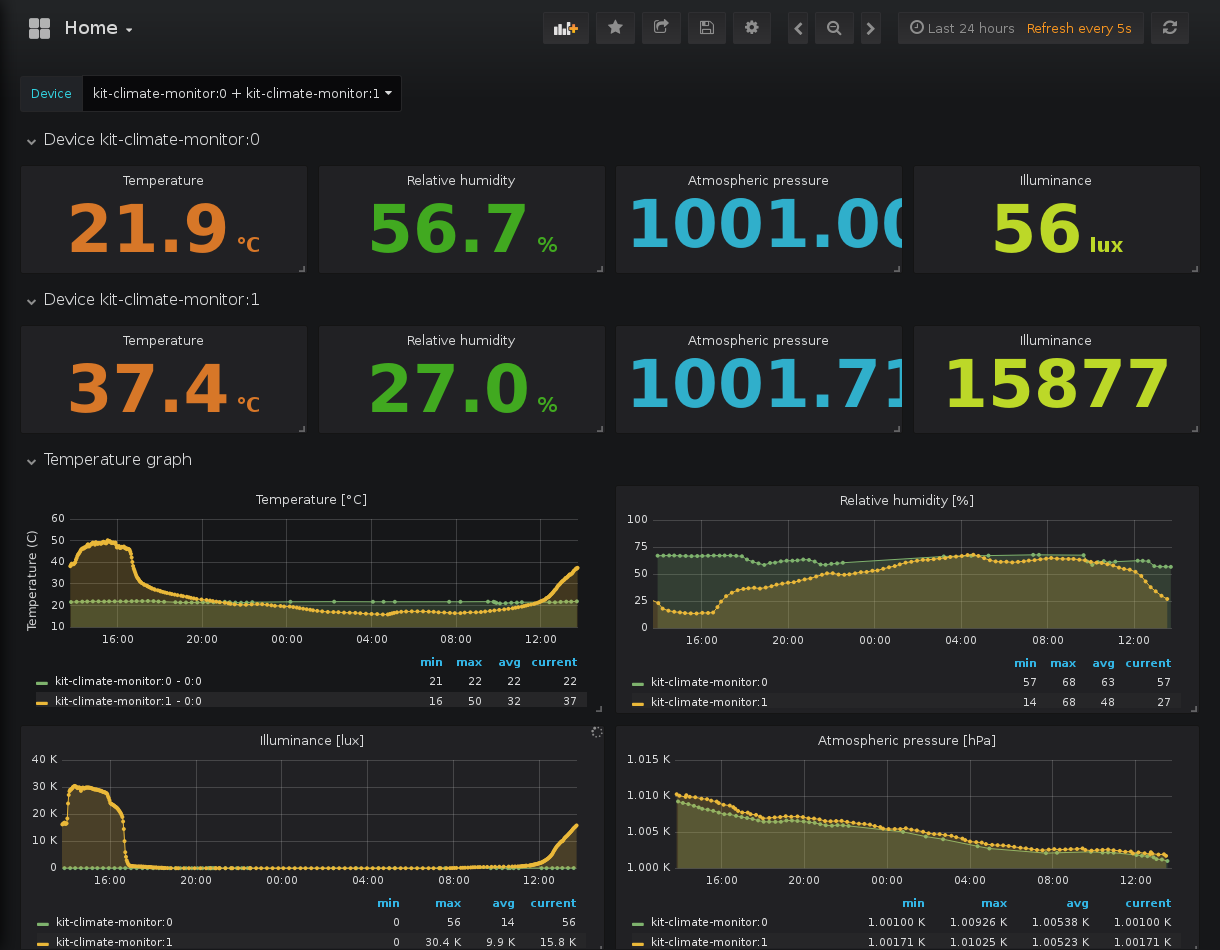 Home
Last 24 hours Refresh every 5s
Device kit-climate-monitor:0 + kit-climate-monitor:1
Device kit-climate-monitor:0
Temperature Relative humidity Atmospheric pressure Illuminance
21.9 °C 56.7 % 1001.00 56 lux
Device kit-climate-monitor:1
Temperature Relative humidity Atmospheric pressure Illuminance
37.4 °C 27.0 % 1001.71 15877
Temperature graph
Temperature [°C]
Temperature (C)
60
50
40
30
20
10
16:00 20:00 00:00 04:00 08:00 12:00
min max avg current
kit-climate-monitor:0 - 0:0 21 22 22 22
kit-climate-monitor:1 - 0:0 16 50 32 37
Relative humidity [%]
100
75
50
25
0
16:00 20:00 00:00 04:00 08:00 12:00
min max avg current
kit-climate-monitor:0 57 68 63 57
kit-climate-monitor:1 14 68 48 27
Illuminance [lux]
40 K
30 K
20 K
10 K
0
16:00 20:00 00:00 04:00 08:00 12:00
min max avg current
kit-climate-monitor:0 0 56 14 56
kit-climate-monitor:1 0 30.4 K 9.9 K 15.8 K
Atmospheric pressure [hPa]
1.015 K
1.010 K
1.005 K
1.000 K
16:00 20:00 00:00 04:00 08:00 12:00
min max avg current
kit-climate-monitor:0 1.00100 K 1.00926 K 1.00538 K 1.00100 K
kit-climate-monitor:1 1.00171 K 1.01025 K 1.00523 K 1.00171 K